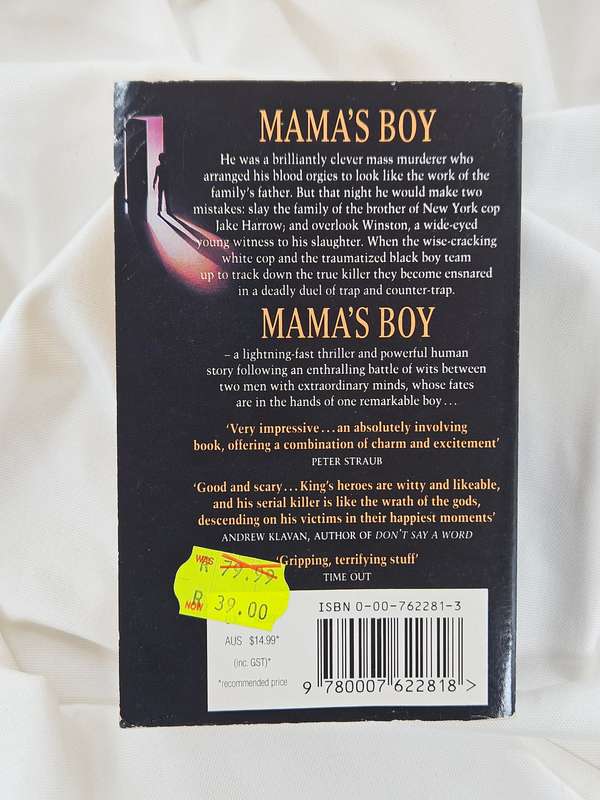 MAMA'S BOY
He was a brilliantly clever mass murderer who
arranged his blood orgies to look like the work of the
family's father. But that night he would make two
mistakes: slay the family of the brother of New York cop
Jake Harrow; and overlook Winston, a wide-eyed
young witness to his slaughter. When the wise-cracking
white cop and the traumatized black boy team
up to track down the true killer they become ensnared
in a deadly duel of trap and counter-trap.
MAMA'S BOY
– a lightning-fast thriller and powerful human
story following an enthralling battle of wits between
two men with extraordinary minds, whose fates
are in the hands of one remarkable boy...
'Very impressive...an absolutely involving
book, offering a combination of charm and excitement'
PETER STRAUB
'Good and scary...King's heroes are witty and likeable,
and his serial killer is like the wrath of the gods,
descending on his victims in their happiest moments'
ANDREW KLAVAN, AUTHOR OF DON'T SAY A WORD
'Gripping, terrifying stuff'
TIME OUT
WAS R 79.99
NOW R 39.00
ISBN 0-00-762281-3
AUS $14.99*
(inc. GST)*
*recommended price
9 780007 622818 >